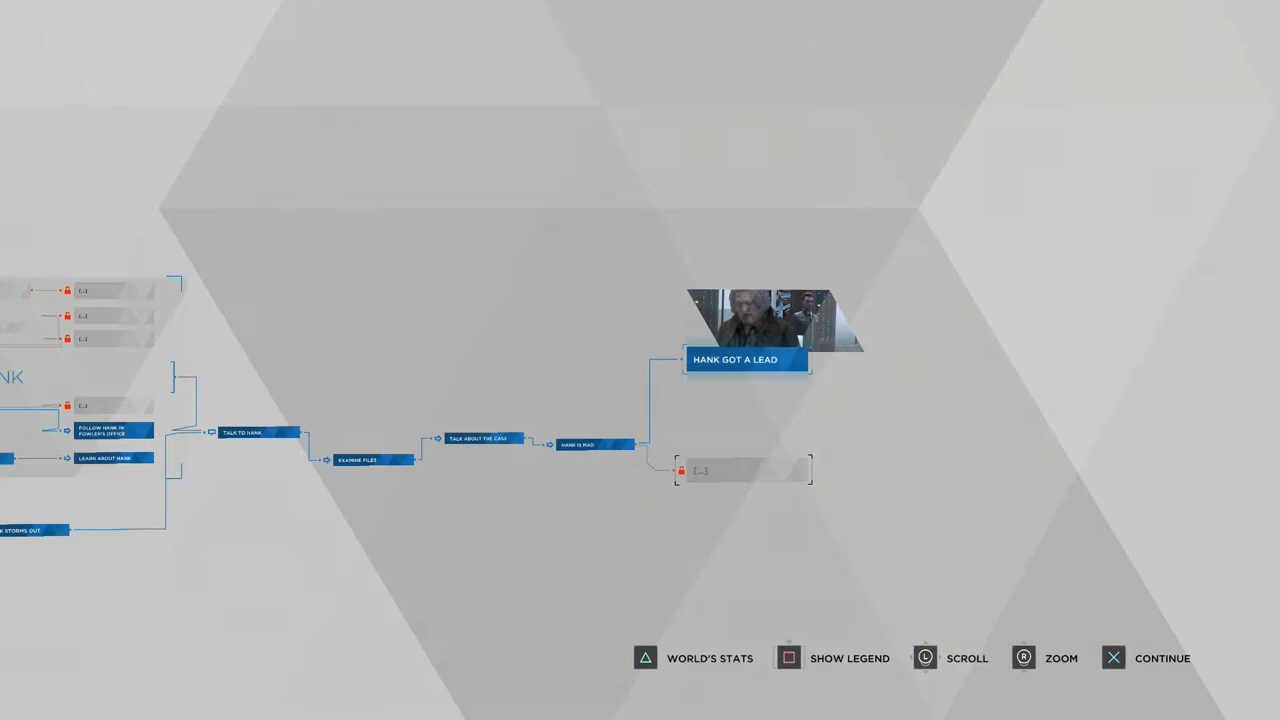 [...]
[...]
[...]
NK
[...]
FOLLOW HANK IN
FOWLER'S OFFICE
LEARN ABOUT HANK
K STORMS OUT
TALK TO HANK
EXAMINE FILES
TALK ABOUT THE CASE
HANK IS MAD
HANK GOT A LEAD
[...]
WORLD'S STATS
SHOW LEGEND
L
SCROLL
R
ZOOM
CONTINUE